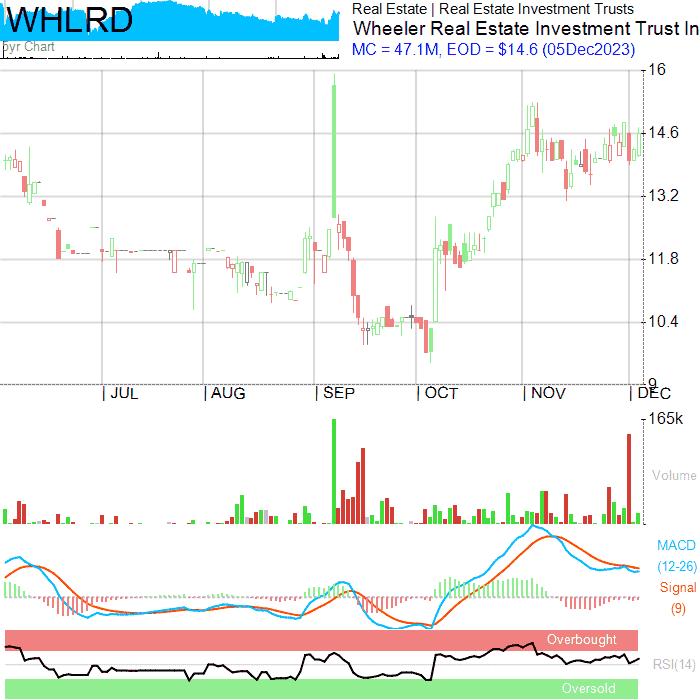 WHLRD
Real Estate | Real Estate Investment Trusts
Wheeler Real Estate Investment Trust In
MC = 47.1M, EOD = $14.6 (05Dec2023)
5yr Chart
16
14.6
13.2
11.8
10.4
9
| JUL | AUG | SEP | OCT | NOV | DEC
165k
Volume
MACD
(12-26)
Signal
(9)
Overbought
RSI(14)
Oversold